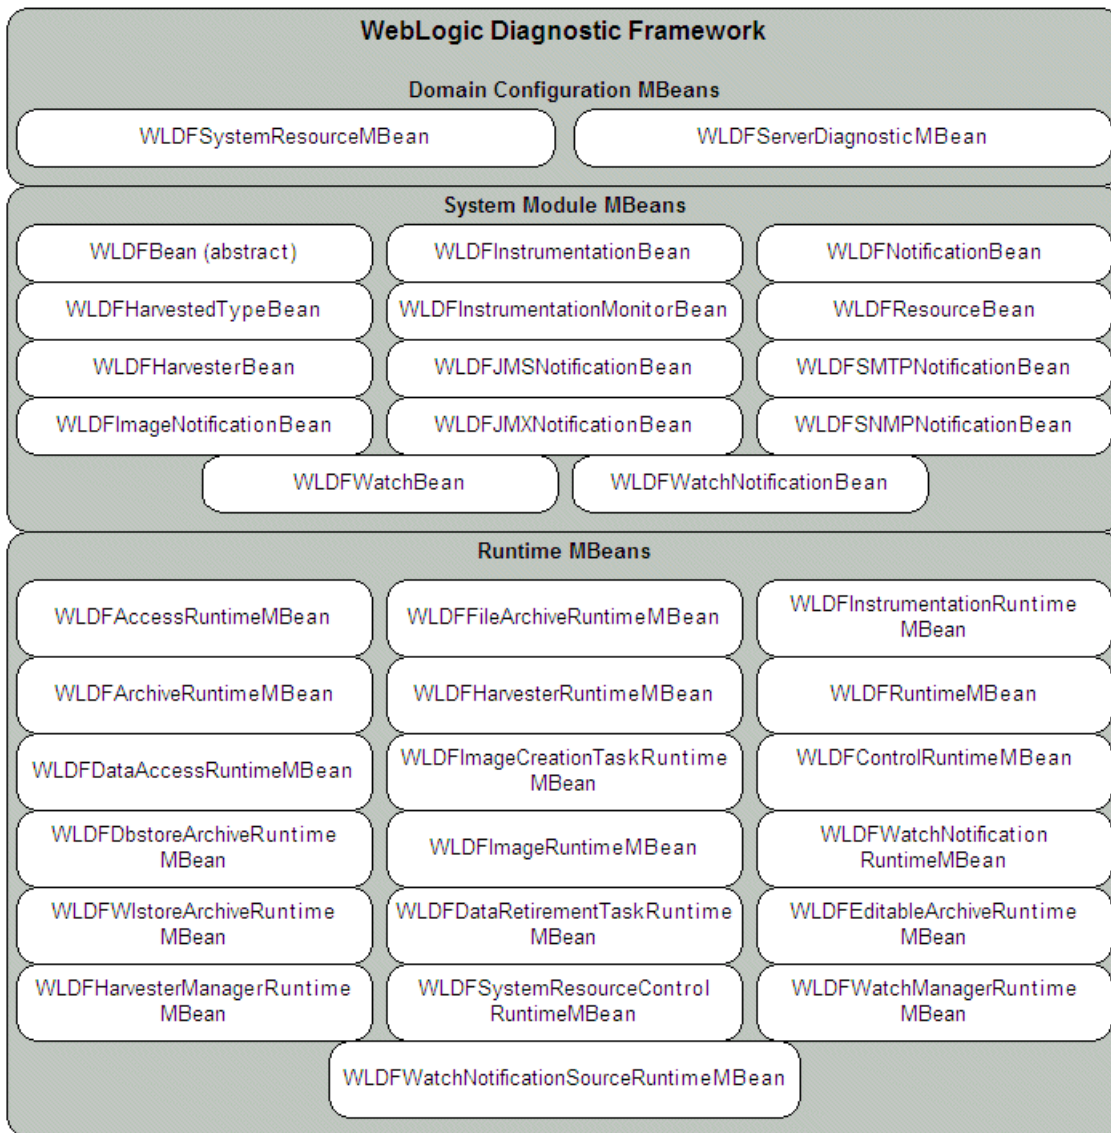 WebLogic Diagnostic Framework
Domain Configuration MBeans
WLDFSystemResourceMBean
WLDFServerDiagnosticMBean
System Module MBeans
WLDFBean (abstract)
WLDFInstrumentationBean
WLDFNotificationBean
WLDFHarvestedTypeBean
WLDFInstrumentationMonitorBean
WLDFResourceBean
WLDFHarvesterBean
WLDFJMSNotificationBean
WLDFSMTPNotificationBean
WLDFImageNotificationBean
WLDFJMXNotificationBean
WLDFSNMPNotificationBean
WLDFWatchBean
WLDFWatchNotificationBean
Runtime MBeans
WLDFAccessRuntimeMBean
WLDFFileArchiveRuntimeMBean
WLDFInstrumentationRuntime
MBean
WLDFArchiveRuntimeMBean
WLDFHarvesterRuntimeMBean
WLDFRuntimeMBean
WLDFDataAccessRuntimeMBean
WLDFImageCreationTaskRuntime
MBean
WLDFControlRuntimeMBean
WLDFDbstoreArchiveRuntime
MBean
WLDFImageRuntimeMBean
WLDFWatchNotification
RuntimeMBean
WLDFWlstoreArchiveRuntime
MBean
WLDFDataRetirementTaskRuntime
MBean
WLDFEditableArchiveRuntime
MBean
WLDFHarvesterManagerRuntime
MBean
WLDFSystemResourceControl
RuntimeMBean
WLDFWatchManagerRuntime
MBean
WLDFWatchNotificationSourceRuntimeMBean